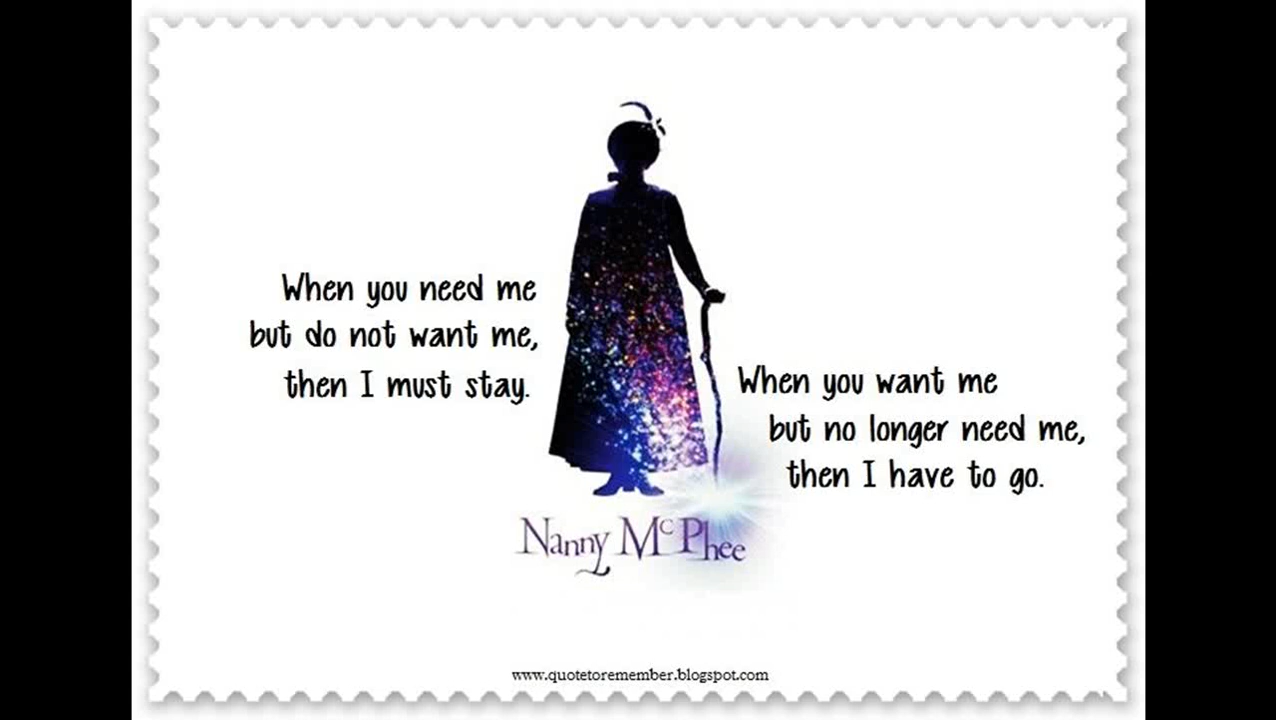 When you need me
but do not want me,
then I must stay.
When you want me
but no longer need me,
then I have to go.
Nanny McPhee
www.quotetoremember.blogspot.com